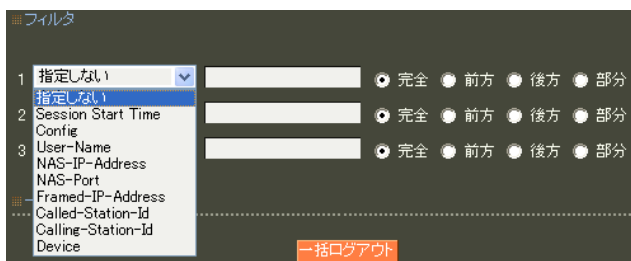 フィルタ
1 指定しない 完全 前方 後方 部分
指定しない
2 Session Start Time 完全 前方 後方 部分
Config
3 User-Name 完全 前方 後方 部分
NAS-IP-Address
NAS-Port
Framed-IP-Address
Called-Station-Id
Calling-Station-Id
Device
一括ログアウト